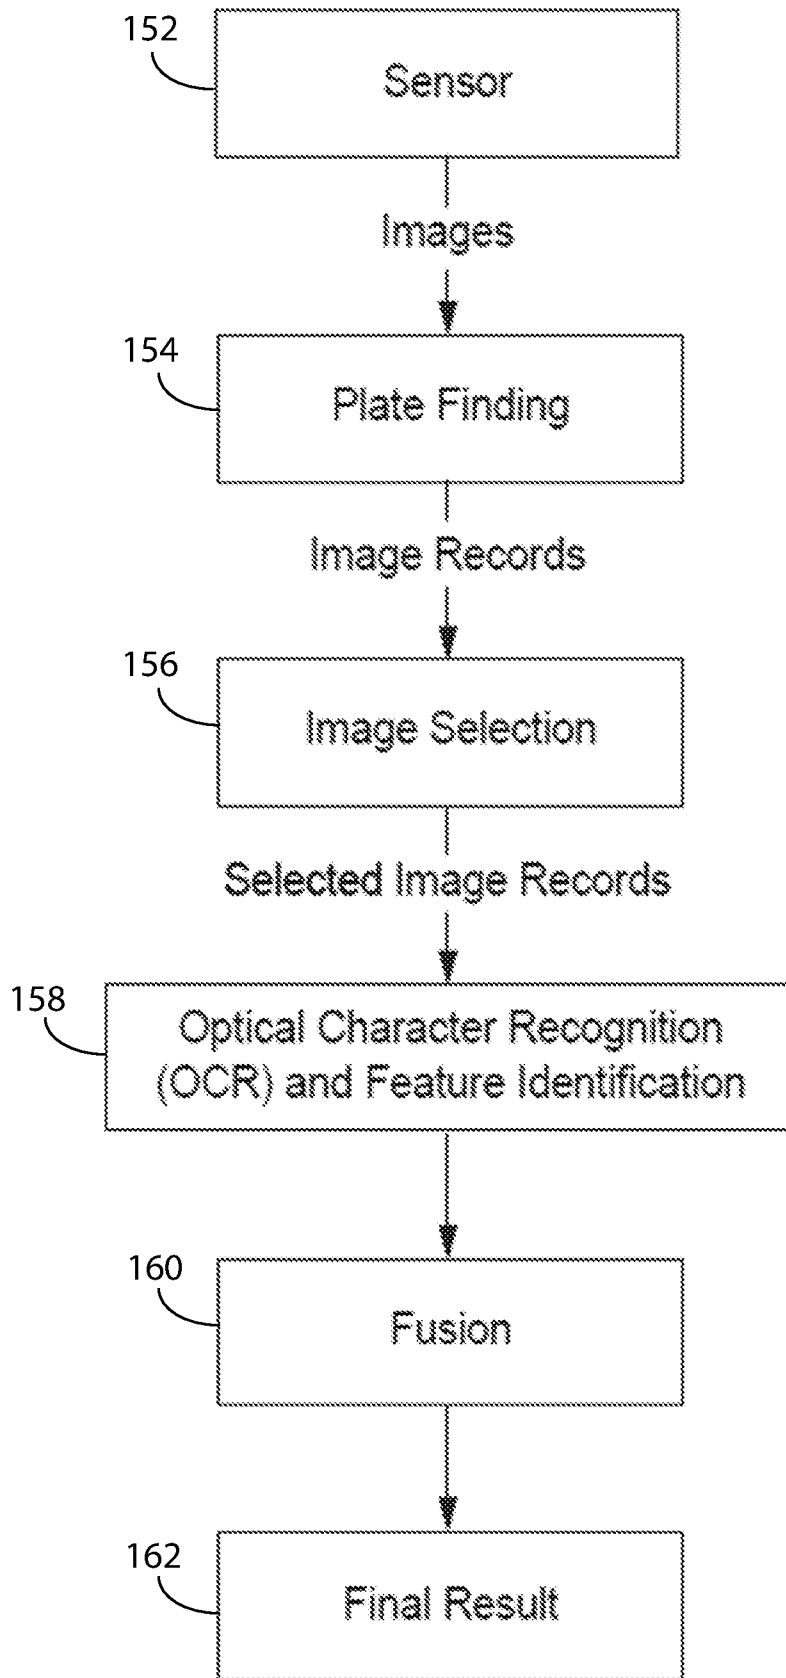 152
Sensor
Images
154
Plate Finding
Image Records
156
Image Selection
Selected Image Records
158
Optical Character Recognition
(OCR) and Feature Identification
160
Fusion
162
Final Result